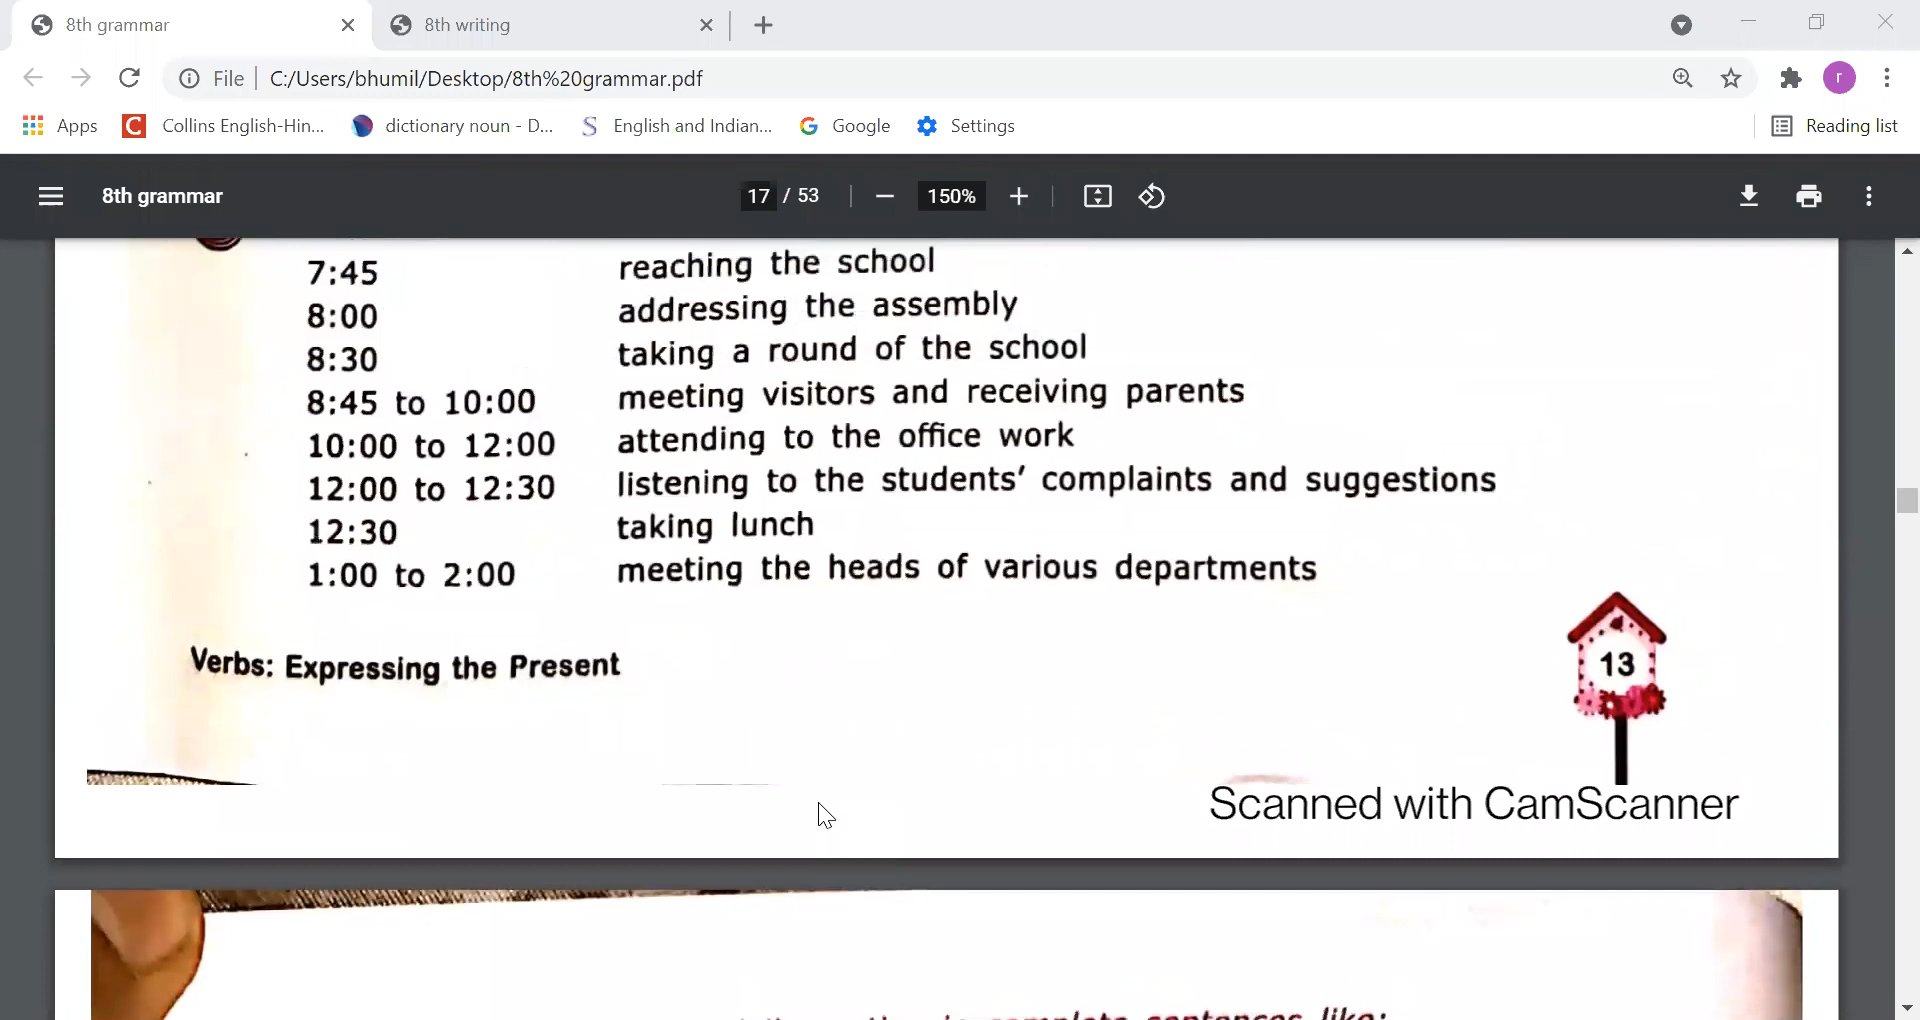 8th grammar
8th writing
File
C:/Users/bhumil/Desktop/8th%20grammar.pdf
r
Apps
Collins English-Hin...
dictionary noun - D...
English and Indian...
Google
Settings
Reading list
8th grammar
17 / 53
150%
7:45 reaching the school
8:00 addressing the assembly
8:30 taking a round of the school
8:45 to 10:00 meeting visitors and receiving parents
10:00 to 12:00 attending to the office work
12:00 to 12:30 listening to the students' complaints and suggestions
12:30 taking lunch
1:00 to 2:00 meeting the heads of various departments
Verbs: Expressing the Present
13
Scanned with CamScanner
complete sentences like: